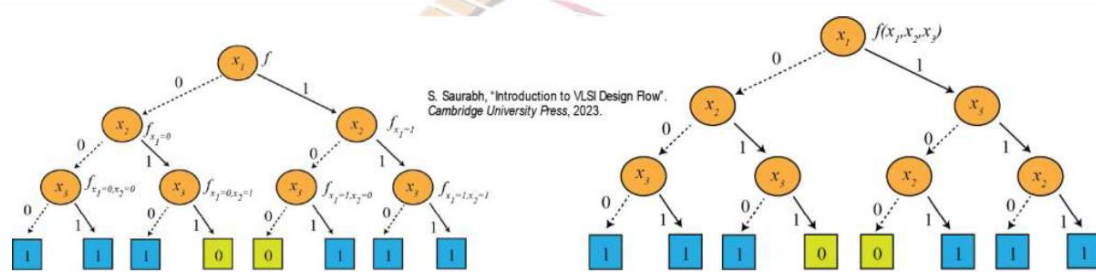 x₁ f
0 1
x₂ f_{x₁=0} x₂ f_{x₁=1}
0 1 0 1
x₃ f_{x₁=0,x₂=0} x₃ f_{x₁=0,x₂=1} x₃ f_{x₁=1,x₂=0} x₃ f_{x₁=1,x₂=1}
0 1 0 1 0 1 0 1
1 1 1 0 0 1 1 1
S. Saurabh, "Introduction to VLSI Design Flow".
Cambridge University Press, 2023.
x₁ f(x₁,x₂,x₃)
0 1
x₂ x₃
0 1 0 1
x₃ x₃ x₂ x₂
0 1 0 1 0 1 0 1
1 1 1 0 0 1 1 1